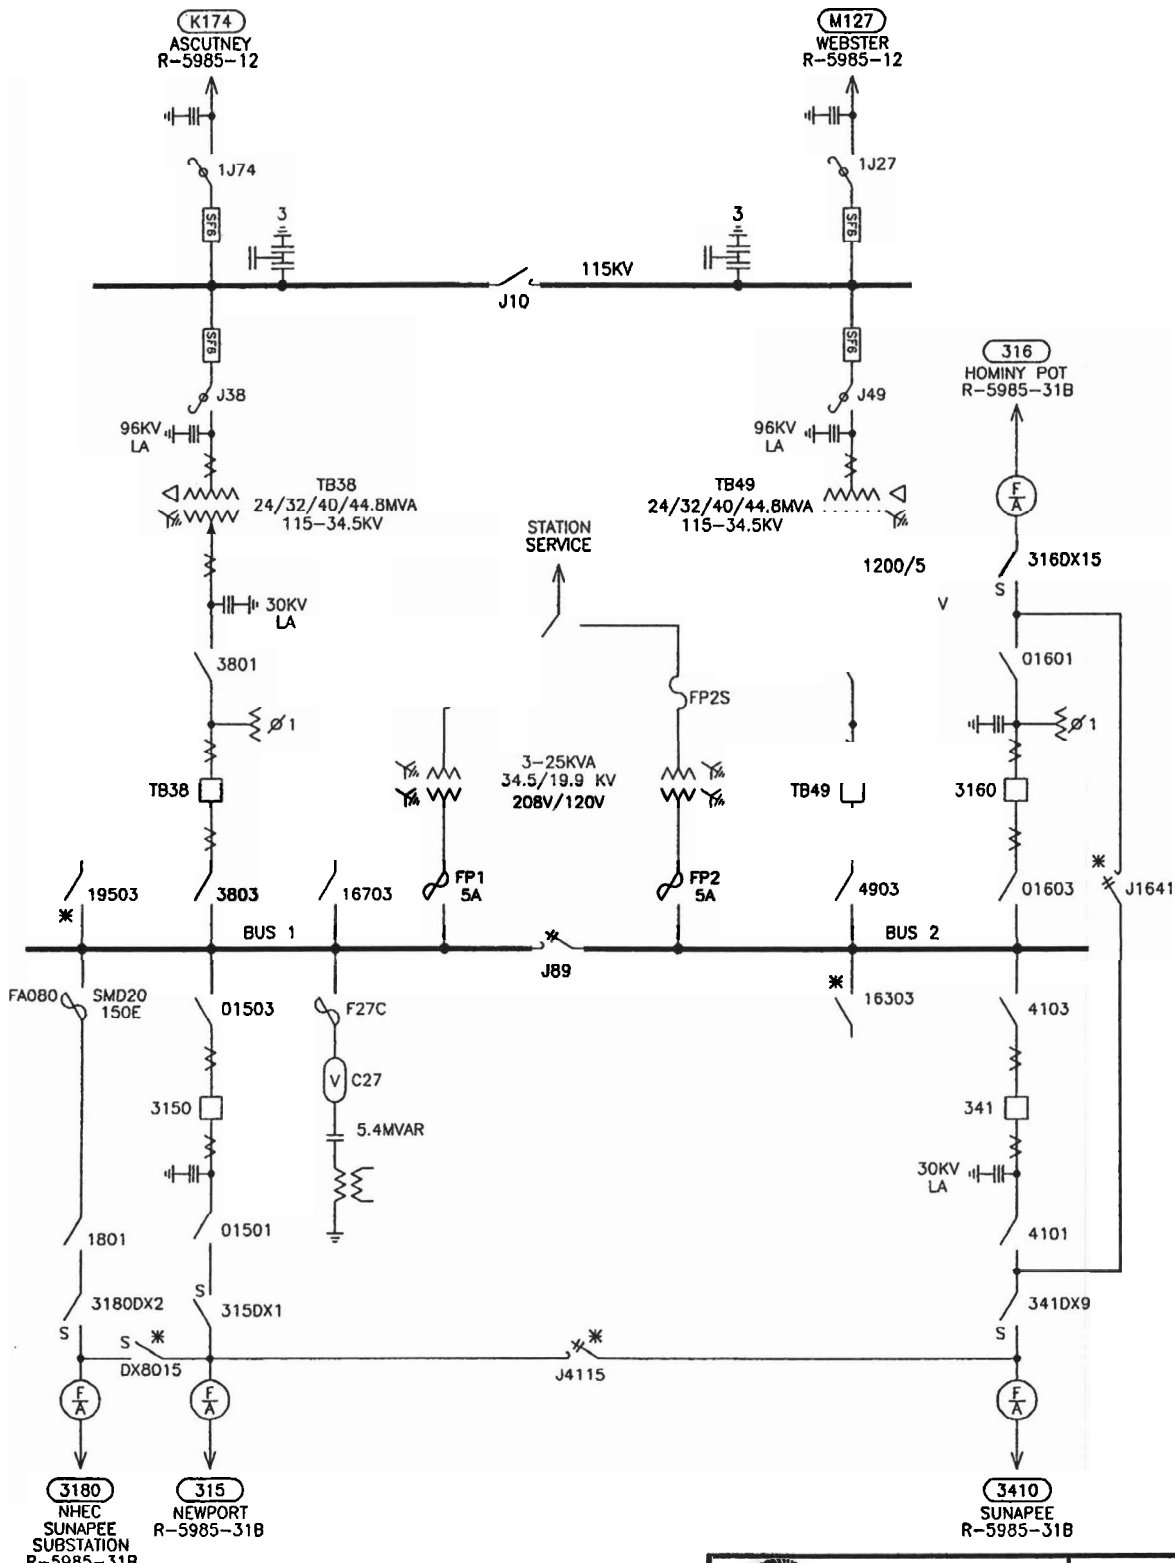 K174
ASCUTNEY
R-5985-12
M127
WEBSTER
R-5985-12
1J74
1J27
SF6
3
3
SF6
115KV
J10
SF6
SF6
316
HOMINY POT
R-5985-31B
J38
J49
96KV
LA
96KV
LA
TB38
24/32/40/44.8MVA
115-34.5KV
TB49
24/32/40/44.8MVA
115-34.5KV
F
A
STATION
SERVICE
1200/5
316DX15
S
V
30KV
LA
3801
01601
FP2S
Ø1
Ø1
3-25KVA
34.5/19.9 KV
208V/120V
TB38
TB49
3160
19503
*
3803
16703
FP1
5A
FP2
5A
4903
01603
*
J1641
BUS 1
J89
BUS 2
FA080
SMD20
150E
01503
F27C
*
16303
4103
V
C27
3150
341
5.4MVAR
30KV
LA
1801
01501
4101
3180DX2
S
S
315DX1
341DX9
S
S
*
DX8015
*
J4115
F
A
F
A
F
A
3180
NHEC
SUNAPEE
SUBSTATION
R-5985-31B
315
NEWPORT
R-5985-31B
3410
SUNAPEE
R-5985-31B